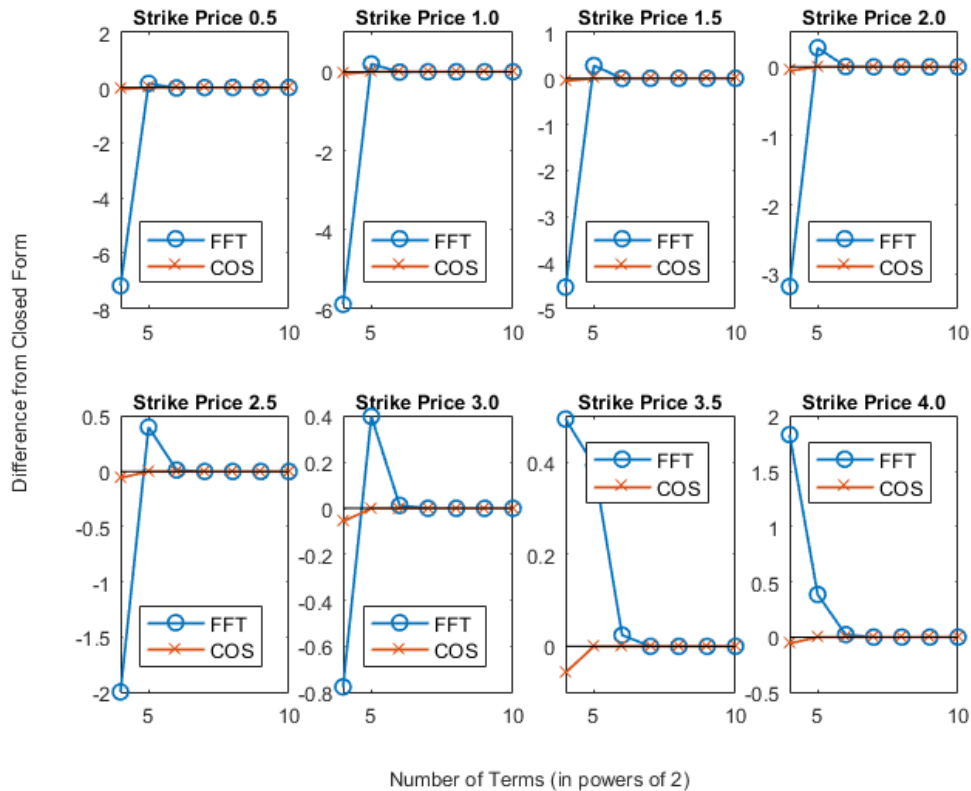 Strike Price 0.5
2
0
-2
-4
-6
-8
5
10
FFT
COS
Strike Price 1.0
0
-2
-4
-6
5
10
FFT
COS
Strike Price 1.5
1
0
-1
-2
-3
-4
-5
5
10
FFT
COS
Strike Price 2.0
0
-1
-2
-3
5
10
FFT
COS
Difference from Closed Form
Strike Price 2.5
0.5
0
-0.5
-1
-1.5
-2
5
10
FFT
COS
Strike Price 3.0
0.4
0.2
0
-0.2
-0.4
-0.6
-0.8
5
10
FFT
COS
Strike Price 3.5
0.4
0.2
0
5
10
FFT
COS
Strike Price 4.0
2
1.5
1
0.5
0
-0.5
5
10
FFT
COS
Number of Terms (in powers of 2)